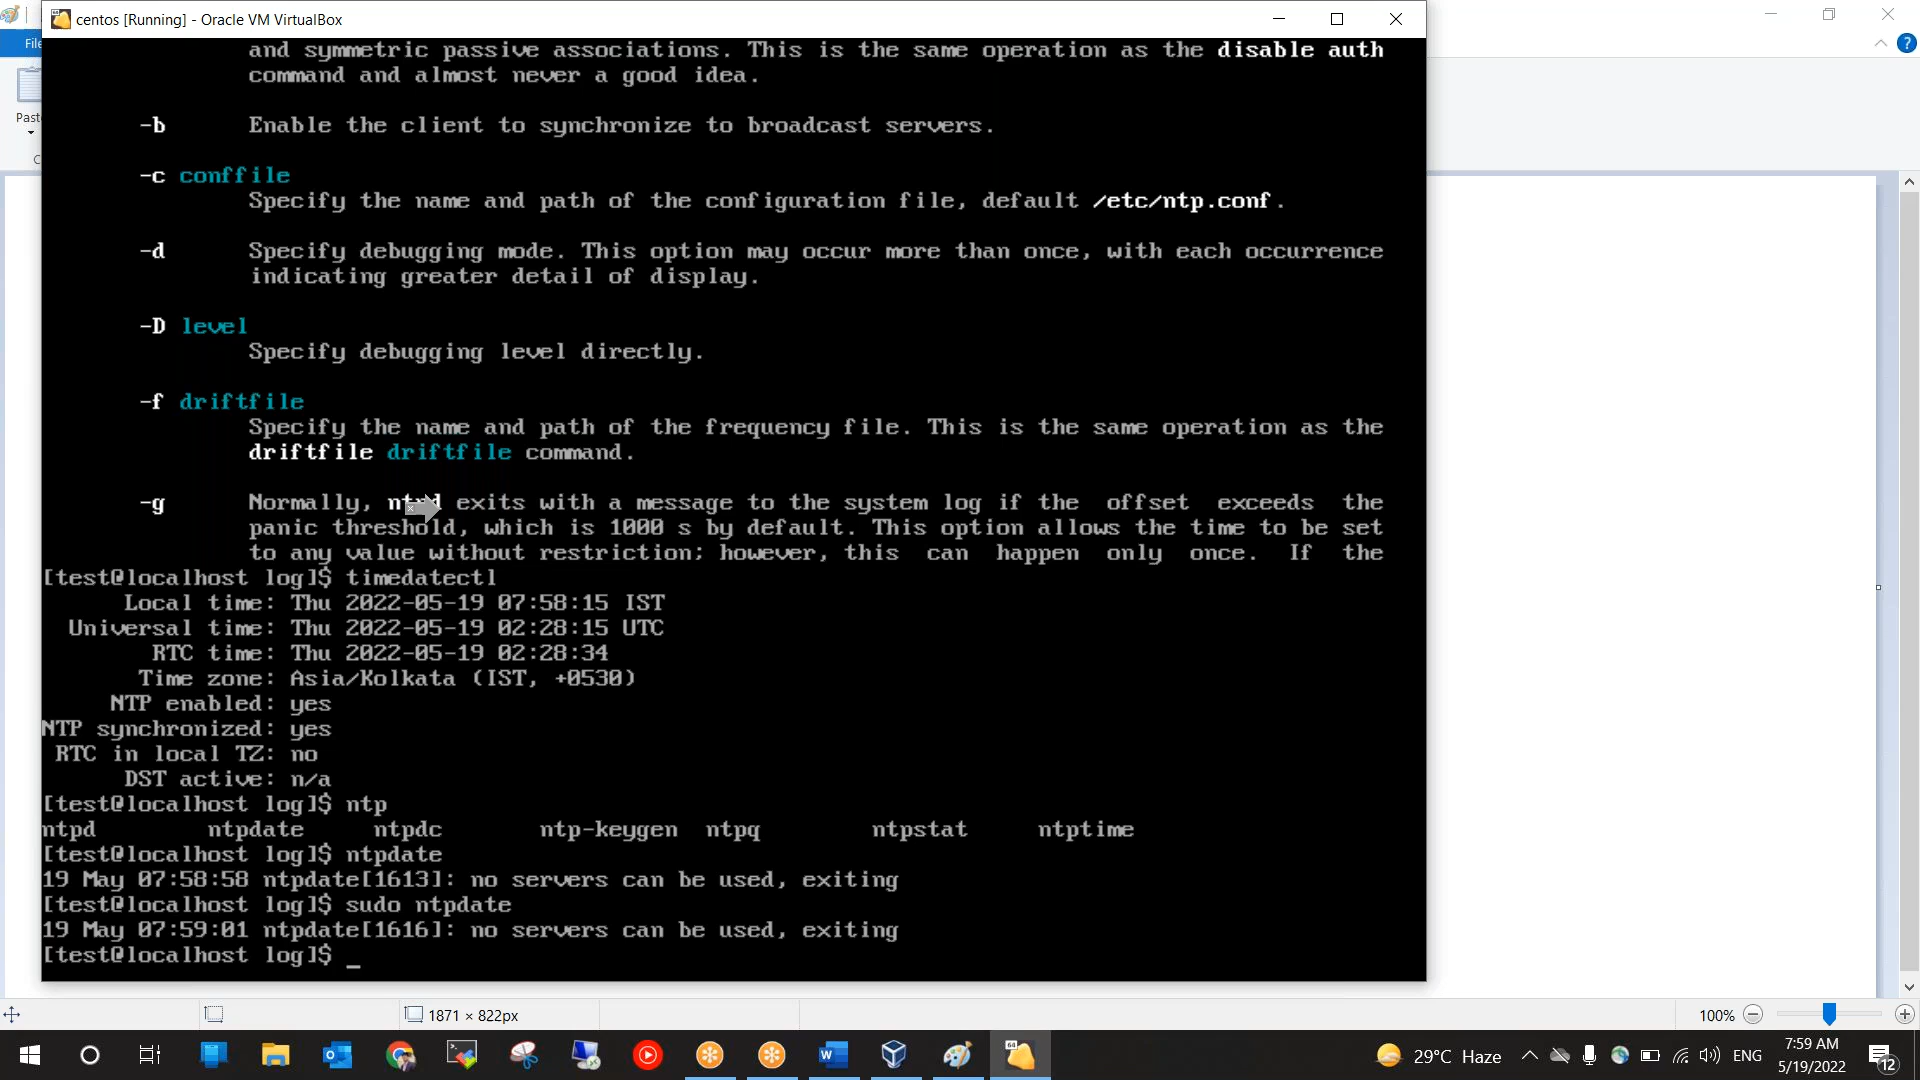 centos [Running] - Oracle VM VirtualBox
File
Paste
and symmetric passive associations. This is the same operation as the disable auth
command and almost never a good idea.
-b Enable the client to synchronize to broadcast servers.
-c conffile
Specify the name and path of the configuration file, default /etc/ntp.conf.
-d Specify debugging mode. This option may occur more than once, with each occurrence
indicating greater detail of display.
-D level
Specify debugging level directly.
-f driftfile
Specify the name and path of the frequency file. This is the same operation as the
driftfile driftfile command.
-g Normally, ntpd exits with a message to the system log if the offset exceeds the
panic threshold, which is 1000 s by default. This option allows the time to be set
to any value without restriction; however, this can happen only once. If the
[test@localhost log]$ timedatectl
Local time: Thu 2022-05-19 07:58:15 IST
Universal time: Thu 2022-05-19 02:28:15 UTC
RTC time: Thu 2022-05-19 02:28:34
Time zone: Asia/Kolkata (IST, +0530)
NTP enabled: yes
NTP synchronized: yes
RTC in local TZ: no
DST active: n/a
[test@localhost log]$ ntp
ntpd ntpdate ntpdc ntp-keygen ntpq ntpstat ntptime
[test@localhost log]$ ntpdate
19 May 07:58:58 ntpdate[1613]: no servers can be used, exiting
[test@localhost log]$ sudo ntpdate
19 May 07:59:01 ntpdate[1616]: no servers can be used, exiting
[test@localhost log]$ _
1871 × 822px
100%
29°C Haze
ENG
7:59 AM
5/19/2022
12